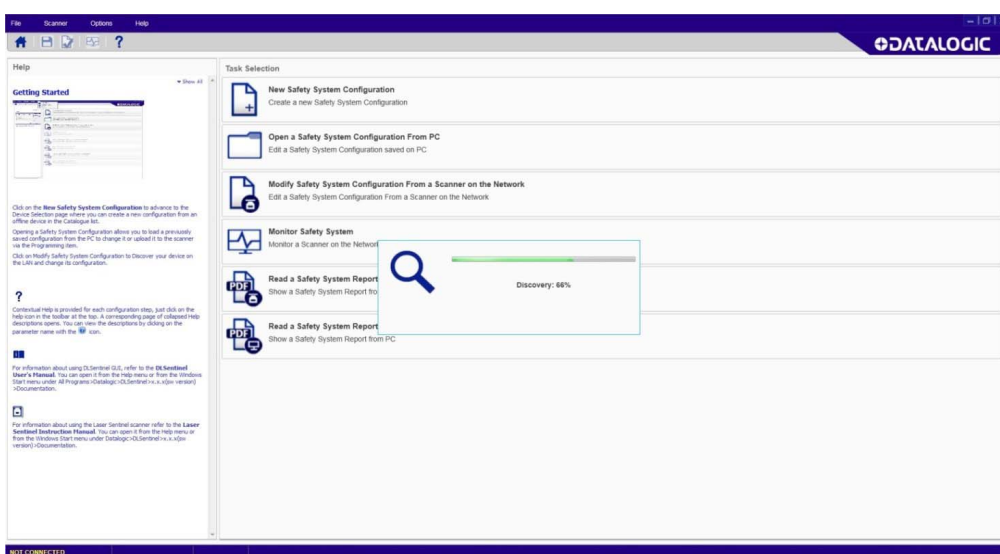 File Scanner Options Help
DATALOGIC
Help
Show All
Getting Started
Click on the New Safety System Configuration to advance to the
Device Selection page where you can create a new configuration from an
offline device in the Catalogue list.
Opening a Safety System Configuration allows you to load a previously
saved configuration from the PC to change it or upload it to the scanner
via the Programming item.
Click on Modify Safety System Configuration to Discover your device on
the LAN and change its configuration.
?
Contextual Help is provided for each configuration step, just click on the
help icon in the toolbar at the top. A corresponding page of collapsed Help
descriptions opens. You can view the descriptions by clicking on the
parameter name with the icon.
For information about using DLSentinel GUI, refer to the DLSentinel
User's Manual. You can open it from the Help menu or from the Windows
Start menu under All Programs>Datalogic>DLSentinel>x.x.x(sw version)
>Documentation.
For information about using the Laser Sentinel scanner refer to the Laser
Sentinel Instruction Manual. You can open it from the Help menu or
from the Windows Start menu under Datalogic>DLSentinel>x.x.x(sw
version)>Documentation.
Task Selection
New Safety System Configuration
Create a new Safety System Configuration
Open a Safety System Configuration From PC
Edit a Safety System Configuration saved on PC
Modify Safety System Configuration From a Scanner on the Network
Edit a Safety System Configuration From a Scanner on the Network
Monitor Safety System
Monitor a Scanner on the Network
PDF
Read a Safety System Report
Show a Safety System Report fro
PDF
Read a Safety System Report
Show a Safety System Report from PC
Discovery: 66%
NOT CONNECTED